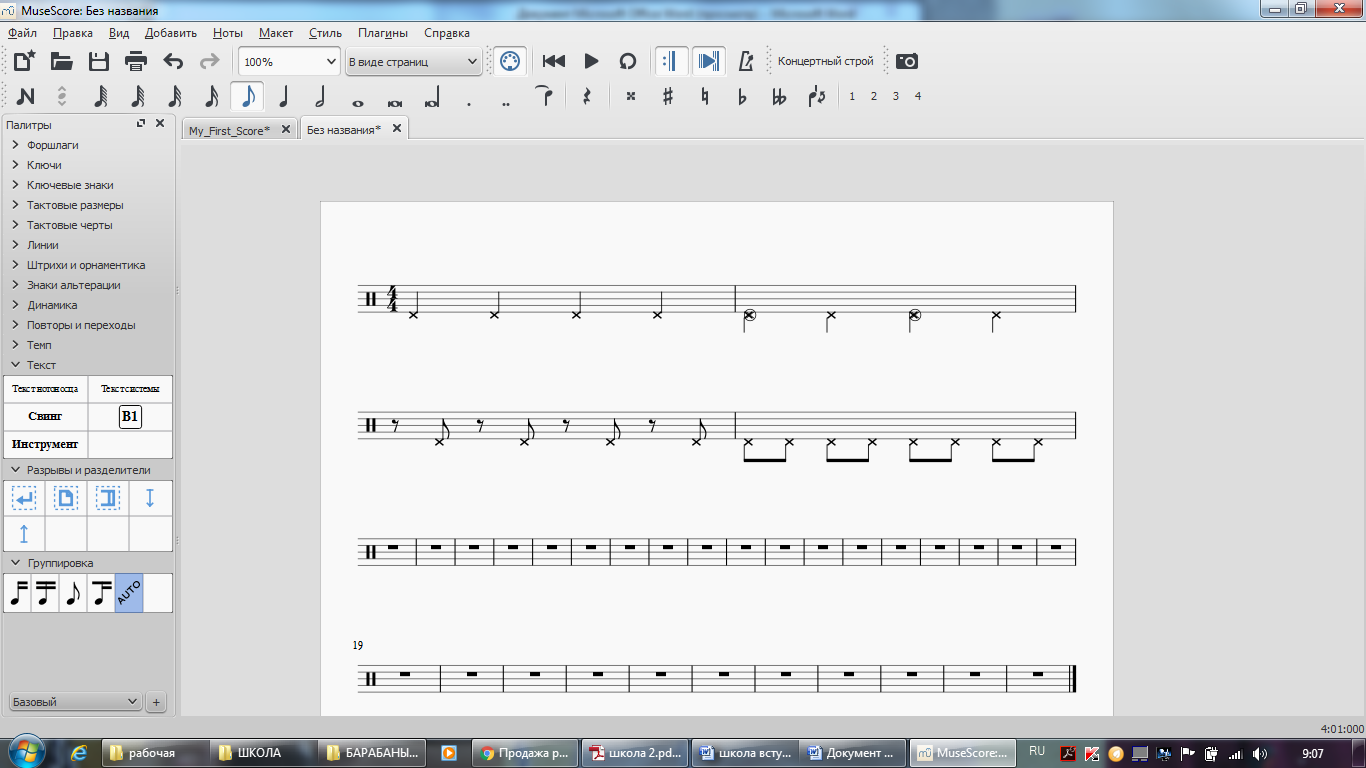 MuseScore: Без названия
Файл Правка Вид Добавить Ноты Макет Стиль Плагины Справка
100% В виде страниц Концертный строй
1 2 3 4
Палитры My_First_Score* Без названия*
Форшлаги
Ключи
Ключевые знаки
Тактовые размеры
Тактовые черты
Линии
Штрихи и орнаментика
Знаки альтерации
Динамика
Повторы и переходы
Темп
Текст
Текст нотоносца Текст системы
Свинг B1
Инструмент
Разрывы и разделители
Группировка
AUTO
4
4
19
Базовый +
4:01:000
рабочая ШКОЛА БАРАБАНЫ... Продажа р... школа 2.pd... школа всту... Документ ... MuseScore:... RU 9:07